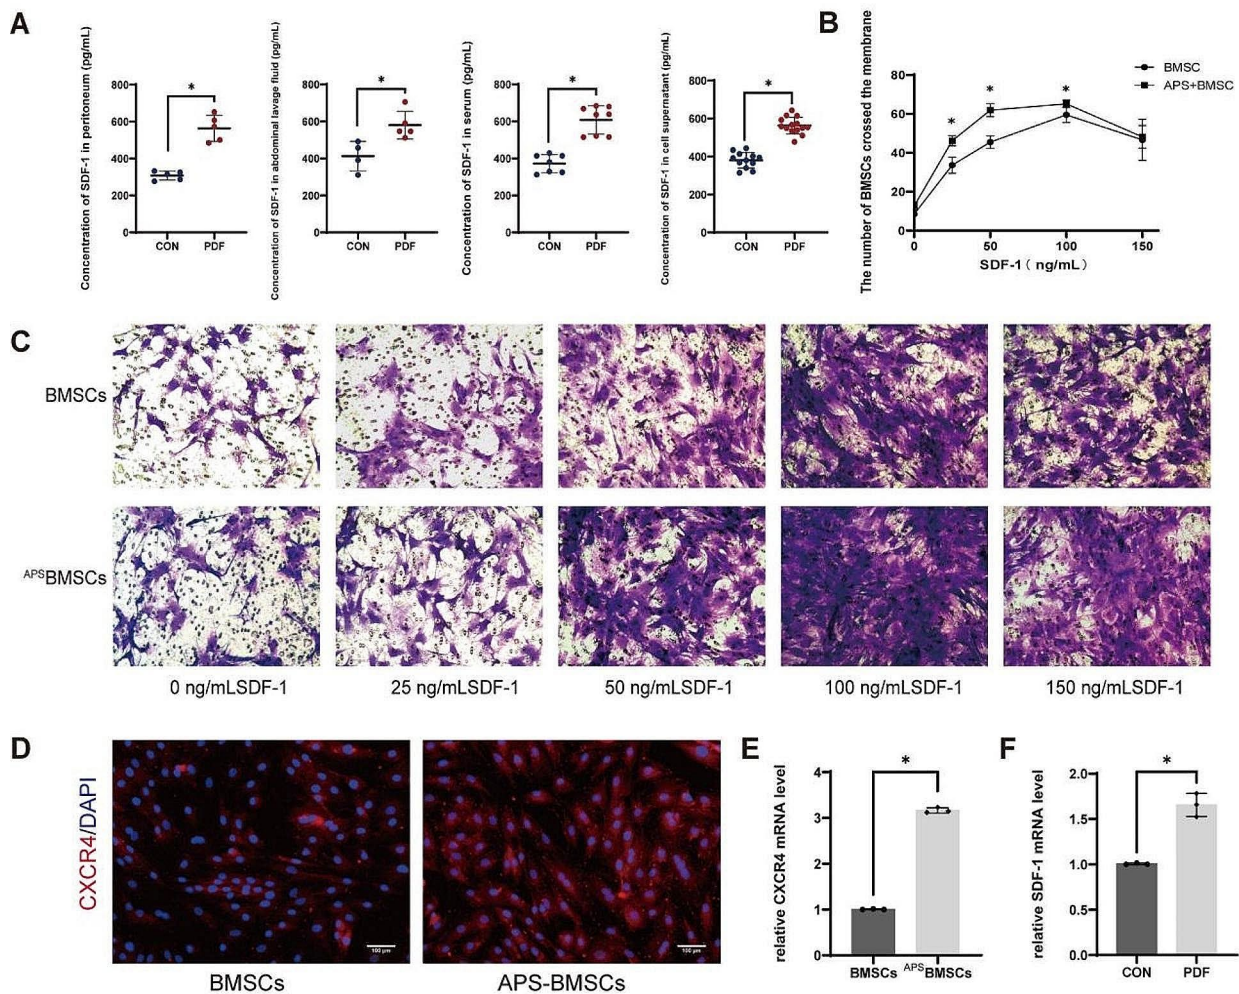 A
B
Concentration of SDF-1 in peritoneum (pg/mL)
800
600
400
200
0
*
CON PDF
Concentration of SDF-1 in abdominal lavage fluid (pg/mL)
800
600
400
200
0
*
CON PDF
Concentration of SDF-1 in serum (pg/mL)
800
600
400
200
0
*
CON PDF
Concentration of SDF-1 in cell supernatant (pg/mL)
800
600
400
200
0
*
CON PDF
The number of BMSCs crossed the membrane
80
60
40
20
0
* * *
BMSC
APS+BMSC
0 50 100 150
SDF-1( ng/mL)
C
BMSCs
APSBMSCs
0 ng/mLSDF-1 25 ng/mLSDF-1 50 ng/mLSDF-1 100 ng/mLSDF-1 150 ng/mLSDF-1
D
CXCR4/DAPI
100 μm
100 μm
BMSCs APS-BMSCs
E
relative CXCR4 mRNA level
4
3
2
1
0
*
BMSCs APSBMSCs
F
relative SDF-1 mRNA level
2.0
1.5
1.0
0.5
0.0
*
CON PDF